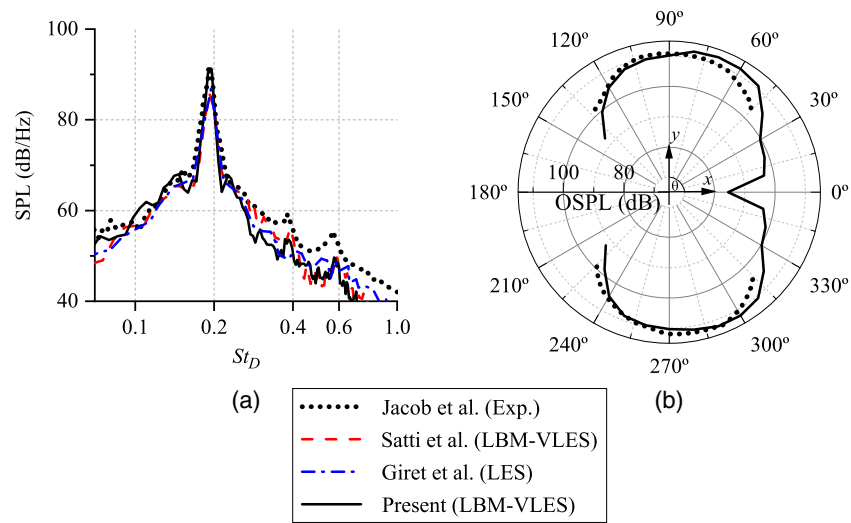 100
80
60
40
SPL (dB/Hz)
0.1
0.2
0.4
0.6
1.0
St_D
(a)
90º
120º
60º
150º
30º
y
100
80
θ
x
180º
OSPL (dB)
0º
210º
330º
240º
300º
270º
(b)
Jacob et al. (Exp.)
Satti et al. (LBM-VLES)
Giret et al. (LES)
Present (LBM-VLES)